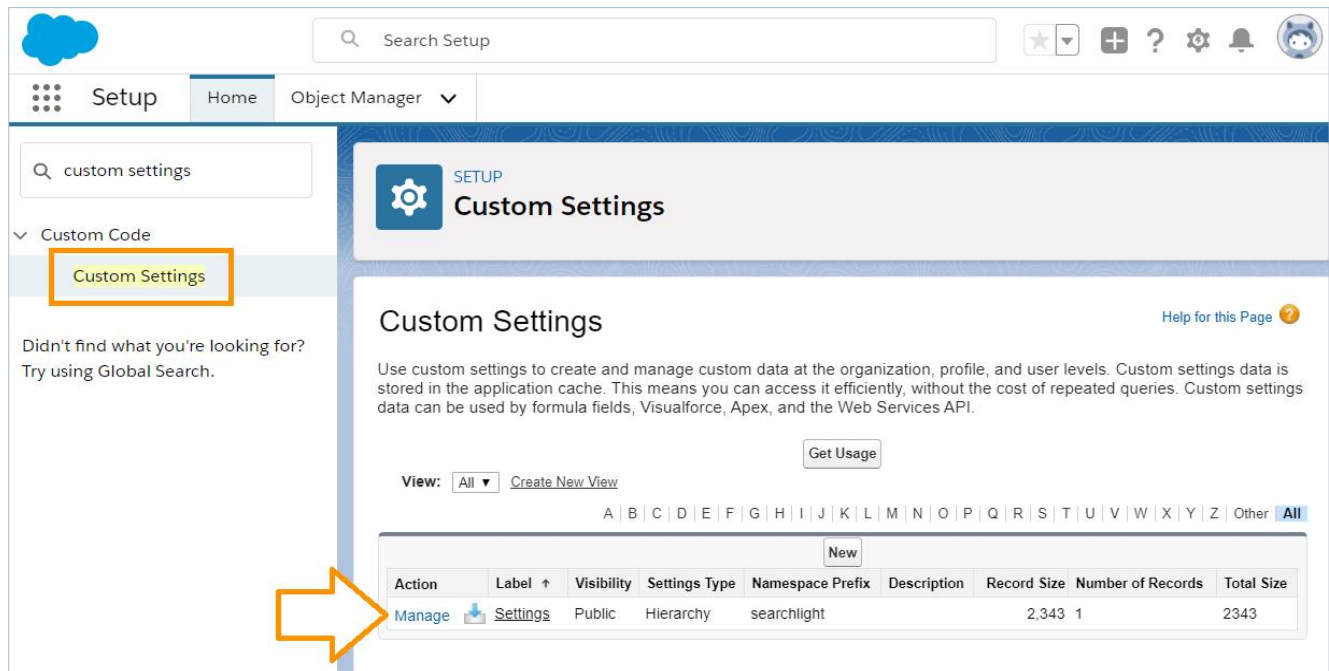 Search Setup
Setup
Home
Object Manager
custom settings
Custom Code
Custom Settings
Didn't find what you're looking for?
Try using Global Search.
SETUP
Custom Settings
Custom Settings
Help for this Page
Use custom settings to create and manage custom data at the organization, profile, and user levels. Custom settings data is
stored in the application cache. This means you can access it efficiently, without the cost of repeated queries. Custom settings
data can be used by formula fields, Visualforce, Apex, and the Web Services API.
Get Usage
View: All Create New View
A | B | C | D | E | F | G | H | I | J | K | L | M | N | O | P | Q | R | S | T | U | V | W | X | Y | Z | Other All
New
Action Label ↑ Visibility Settings Type Namespace Prefix Description Record Size Number of Records Total Size
Manage Settings Public Hierarchy searchlight 2,343 1 2343